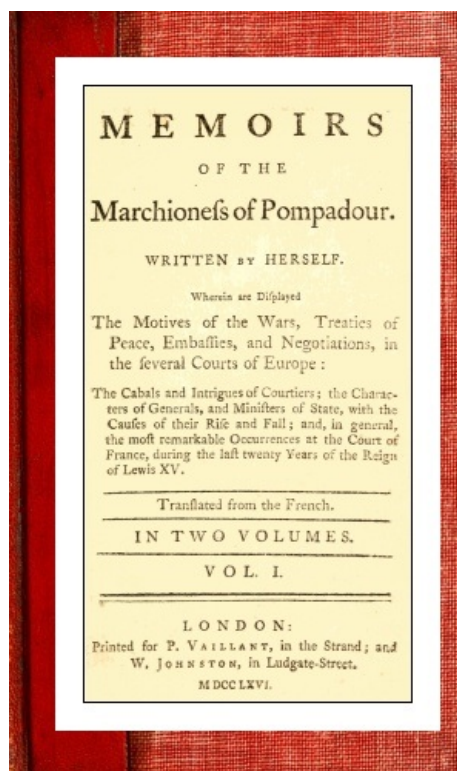 MEMOIRS
OF THE
Marchioneſs of Pompadour.
WRITTEN BY HERSELF.
Wherein are Diſplayed
The Motives of the Wars, Treaties of
Peace, Embaſſies, and Negotiations, in
the ſeveral Courts of Europe :
The Cabals and Intrigues of Courtiers ; the Charac-
ters of Generals, and Miniſters of State, with the
Cauſes of their Riſe and Fall ; and, in general,
the moſt remarkable Occurrences at the Court of
France, during the laſt twenty Years of the Reign
of Lewis XV.
Tranſlated from the French.
IN TWO VOLUMES.
VOL. I.
LONDON:
Printed for P. VAILLANT, in the Strand ; and
W. JOHNSTON, in Ludgate-Street.
MDCCLXVI.